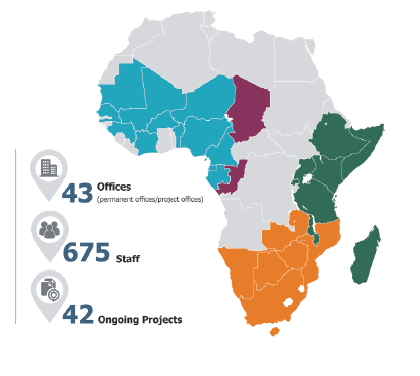 43 Offices
(permanent offices/project offices)
675 Staff
42 Ongoing Projects